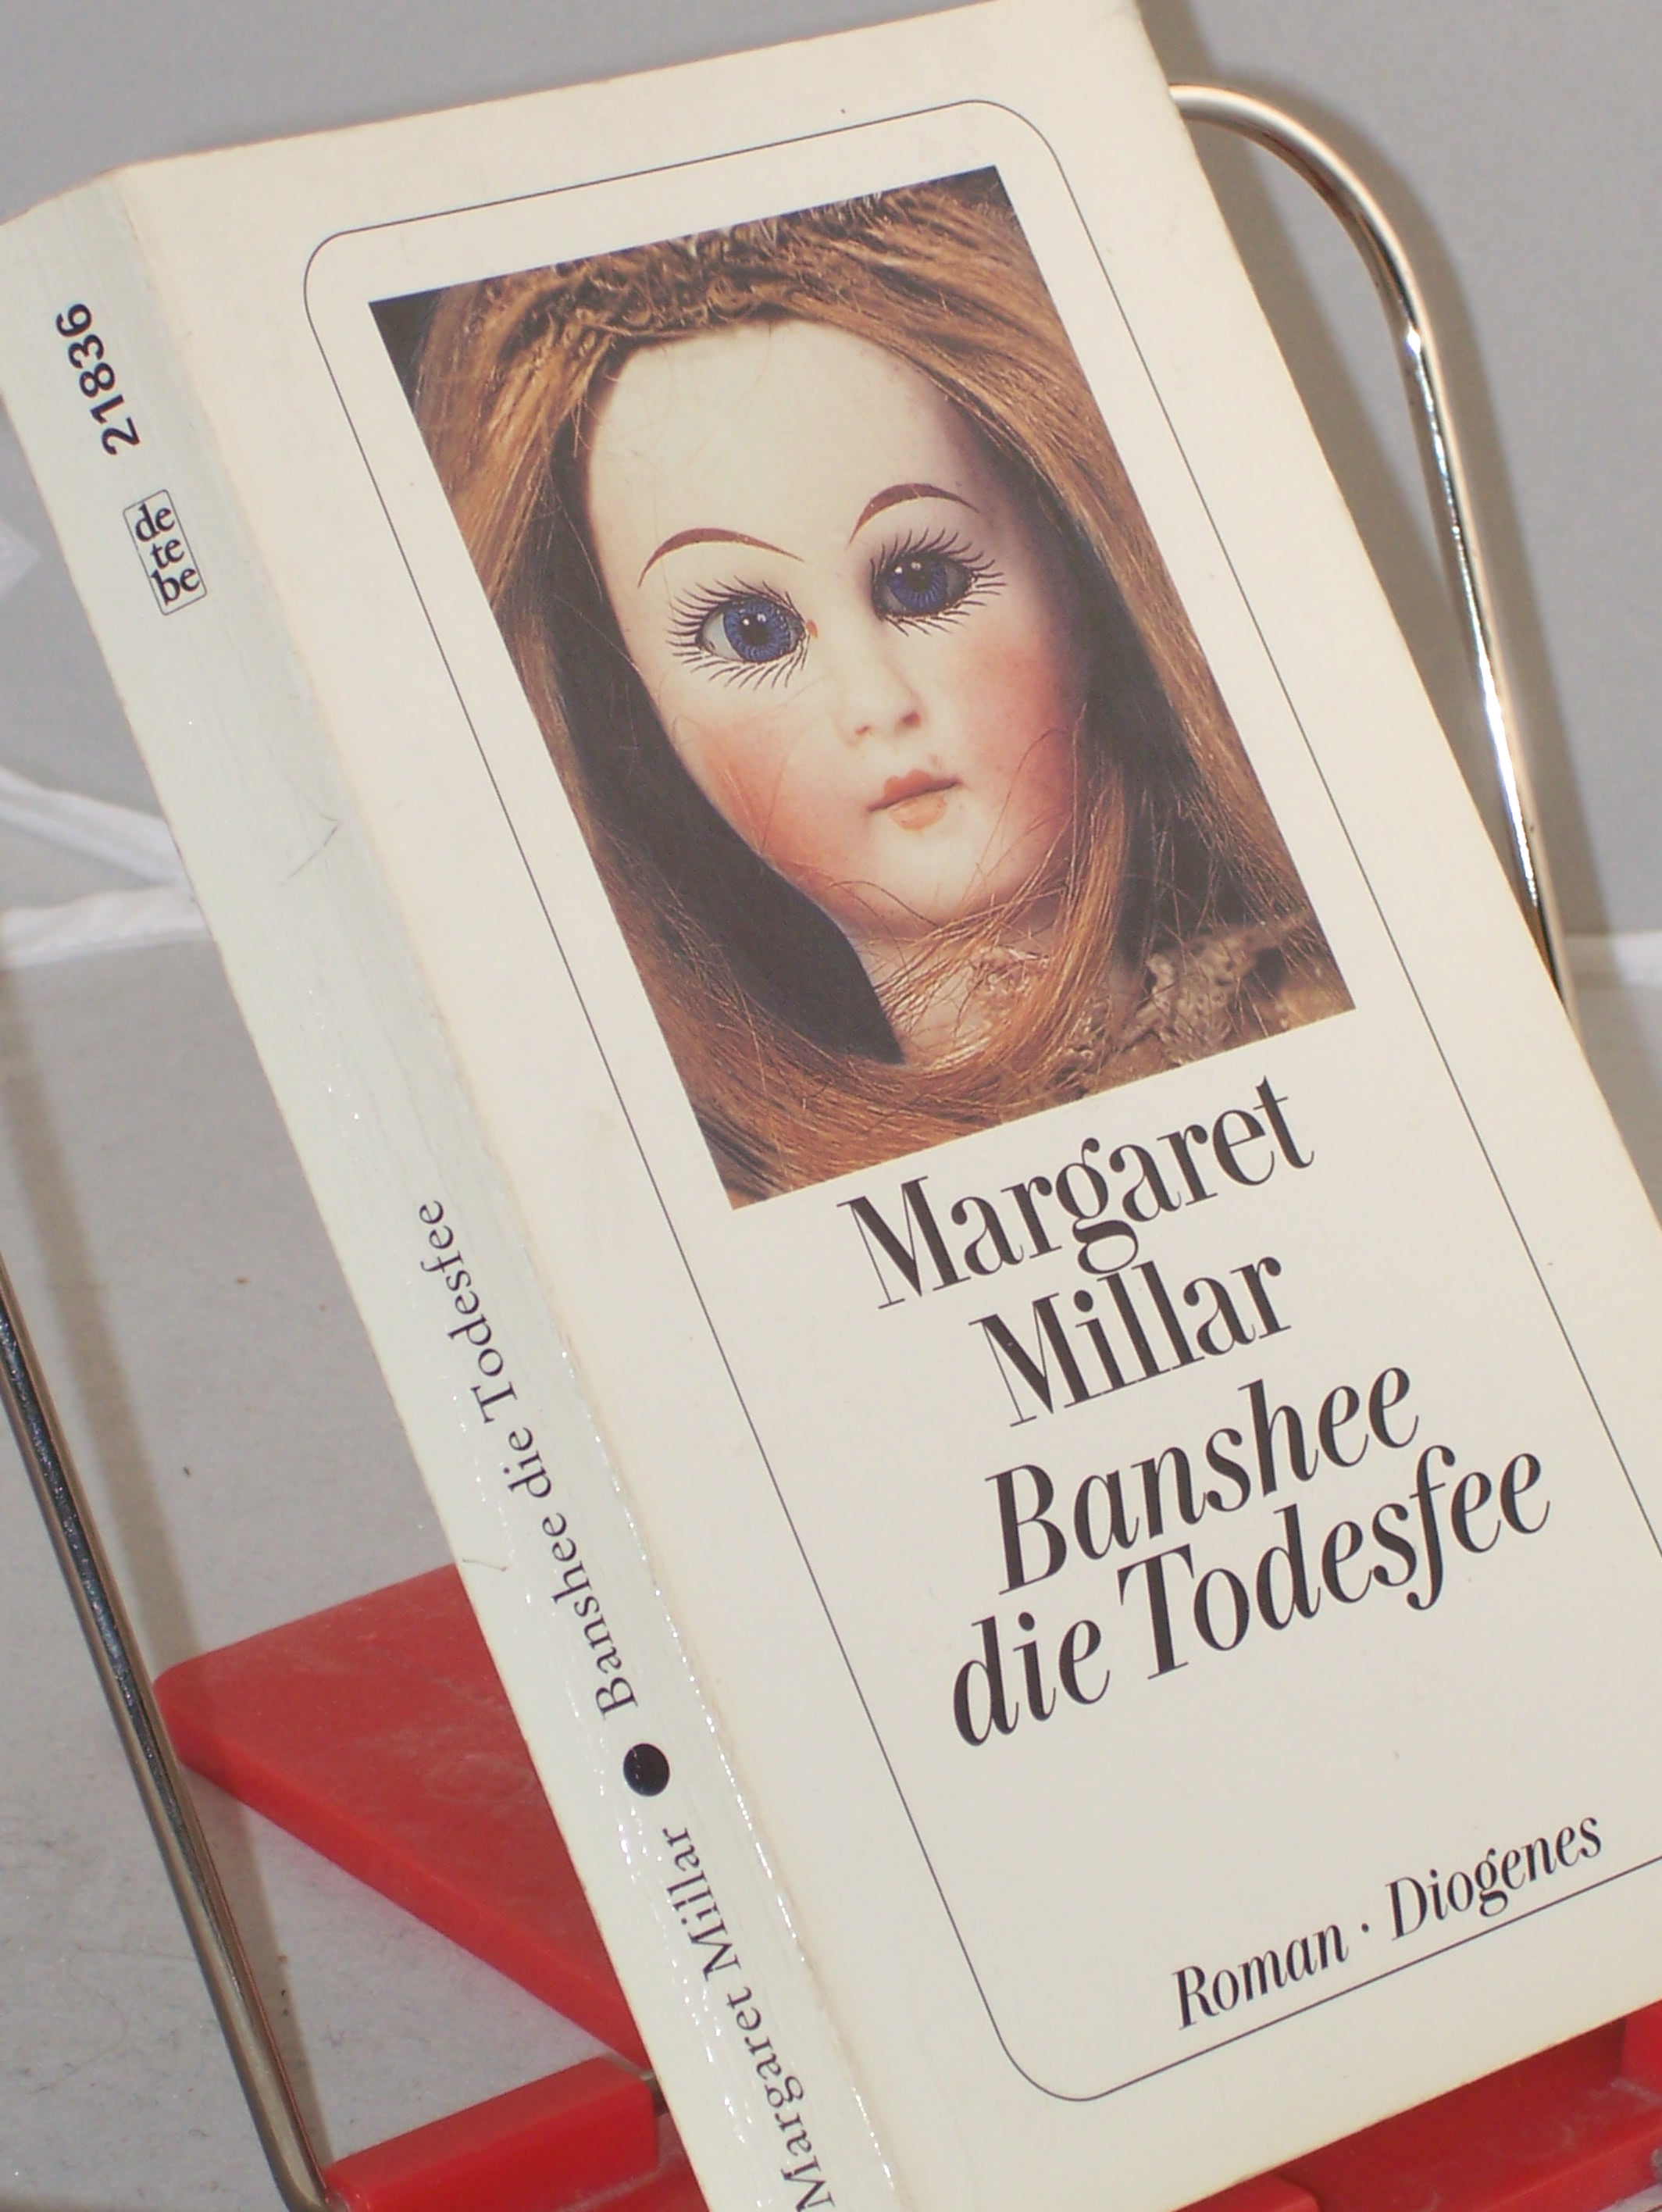 21836
de
te
be
Margaret Millar ● Banshee die Todesfee
Margaret
Millar
Banshee
die Todesfee
Roman · Diogenes